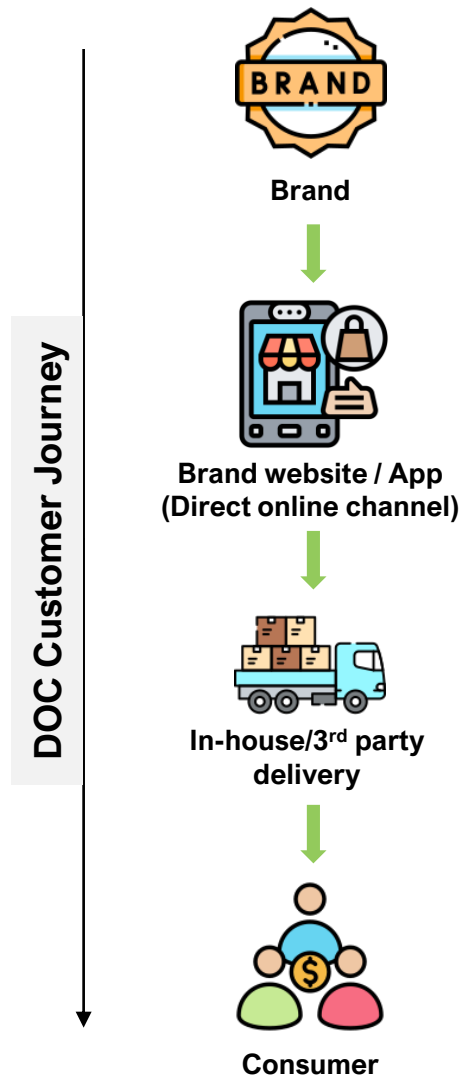 BRAND
Brand
Brand website / App
(Direct online channel)
In-house/3rd party
delivery
$
Consumer
DOC Customer Journey